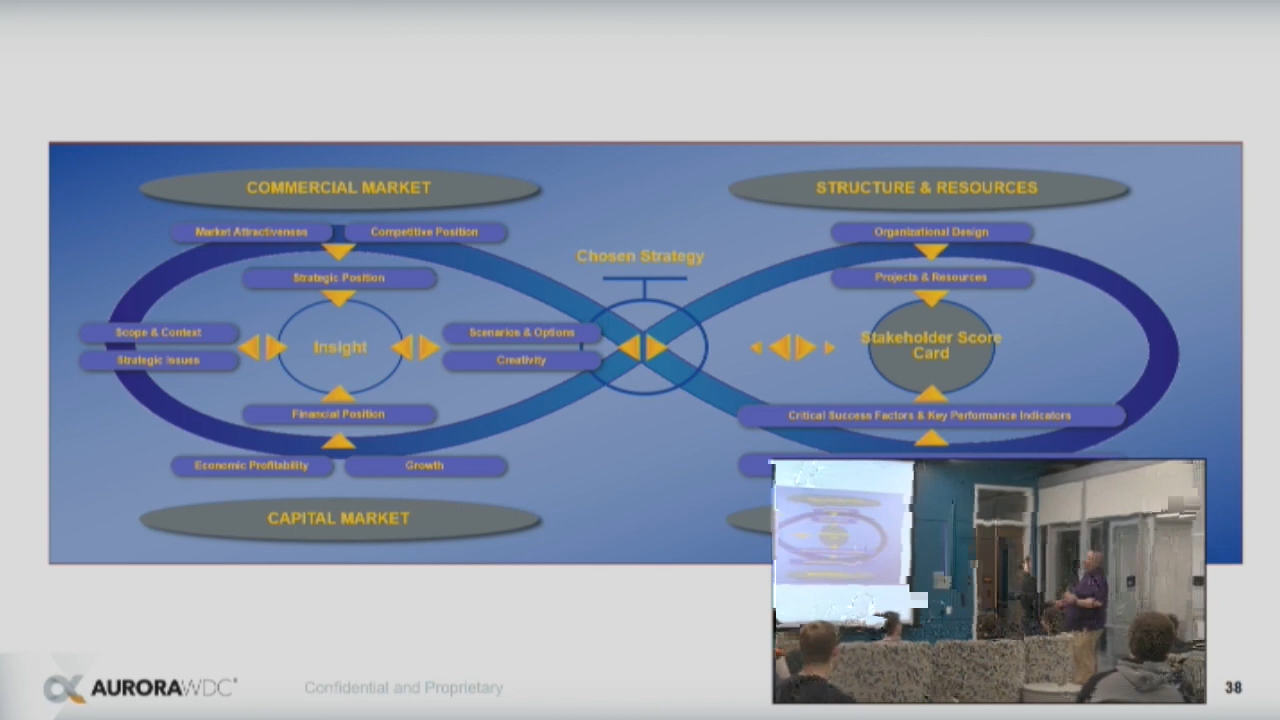 COMMERCIAL MARKET
Market Attractiveness
Competitive Position
Strategic Position
Scope & Context
Strategic Issues
Insight
Scenarios & Options
Creativity
Financial Position
Economic Profitability
Growth
CAPITAL MARKET
Chosen Strategy
STRUCTURE & RESOURCES
Organizational Design
Projects & Resources
Stakeholder Score
Card
Critical Success Factors & Key Performance Indicators
AURORAWDC
Confidential and Proprietary
38